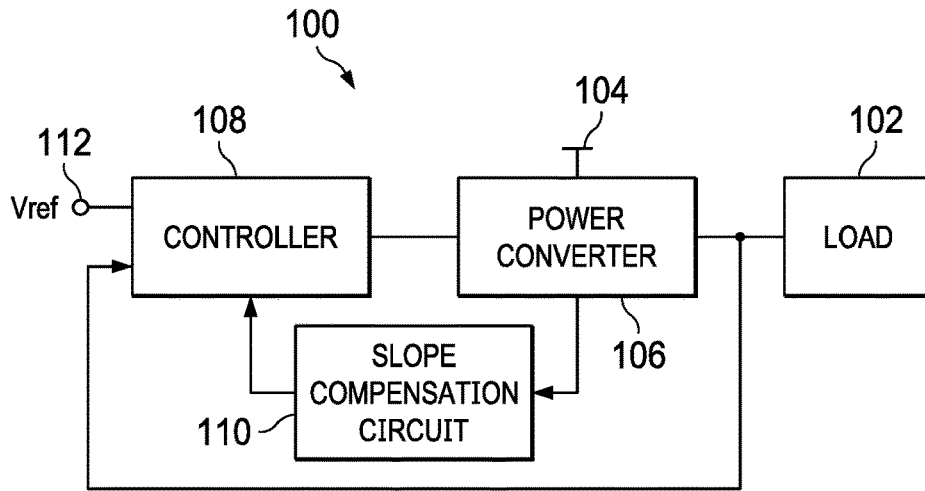 100
104
102
108
112
Vref
CONTROLLER
POWER
CONVERTER
LOAD
106
SLOPE
COMPENSATION
CIRCUIT
110